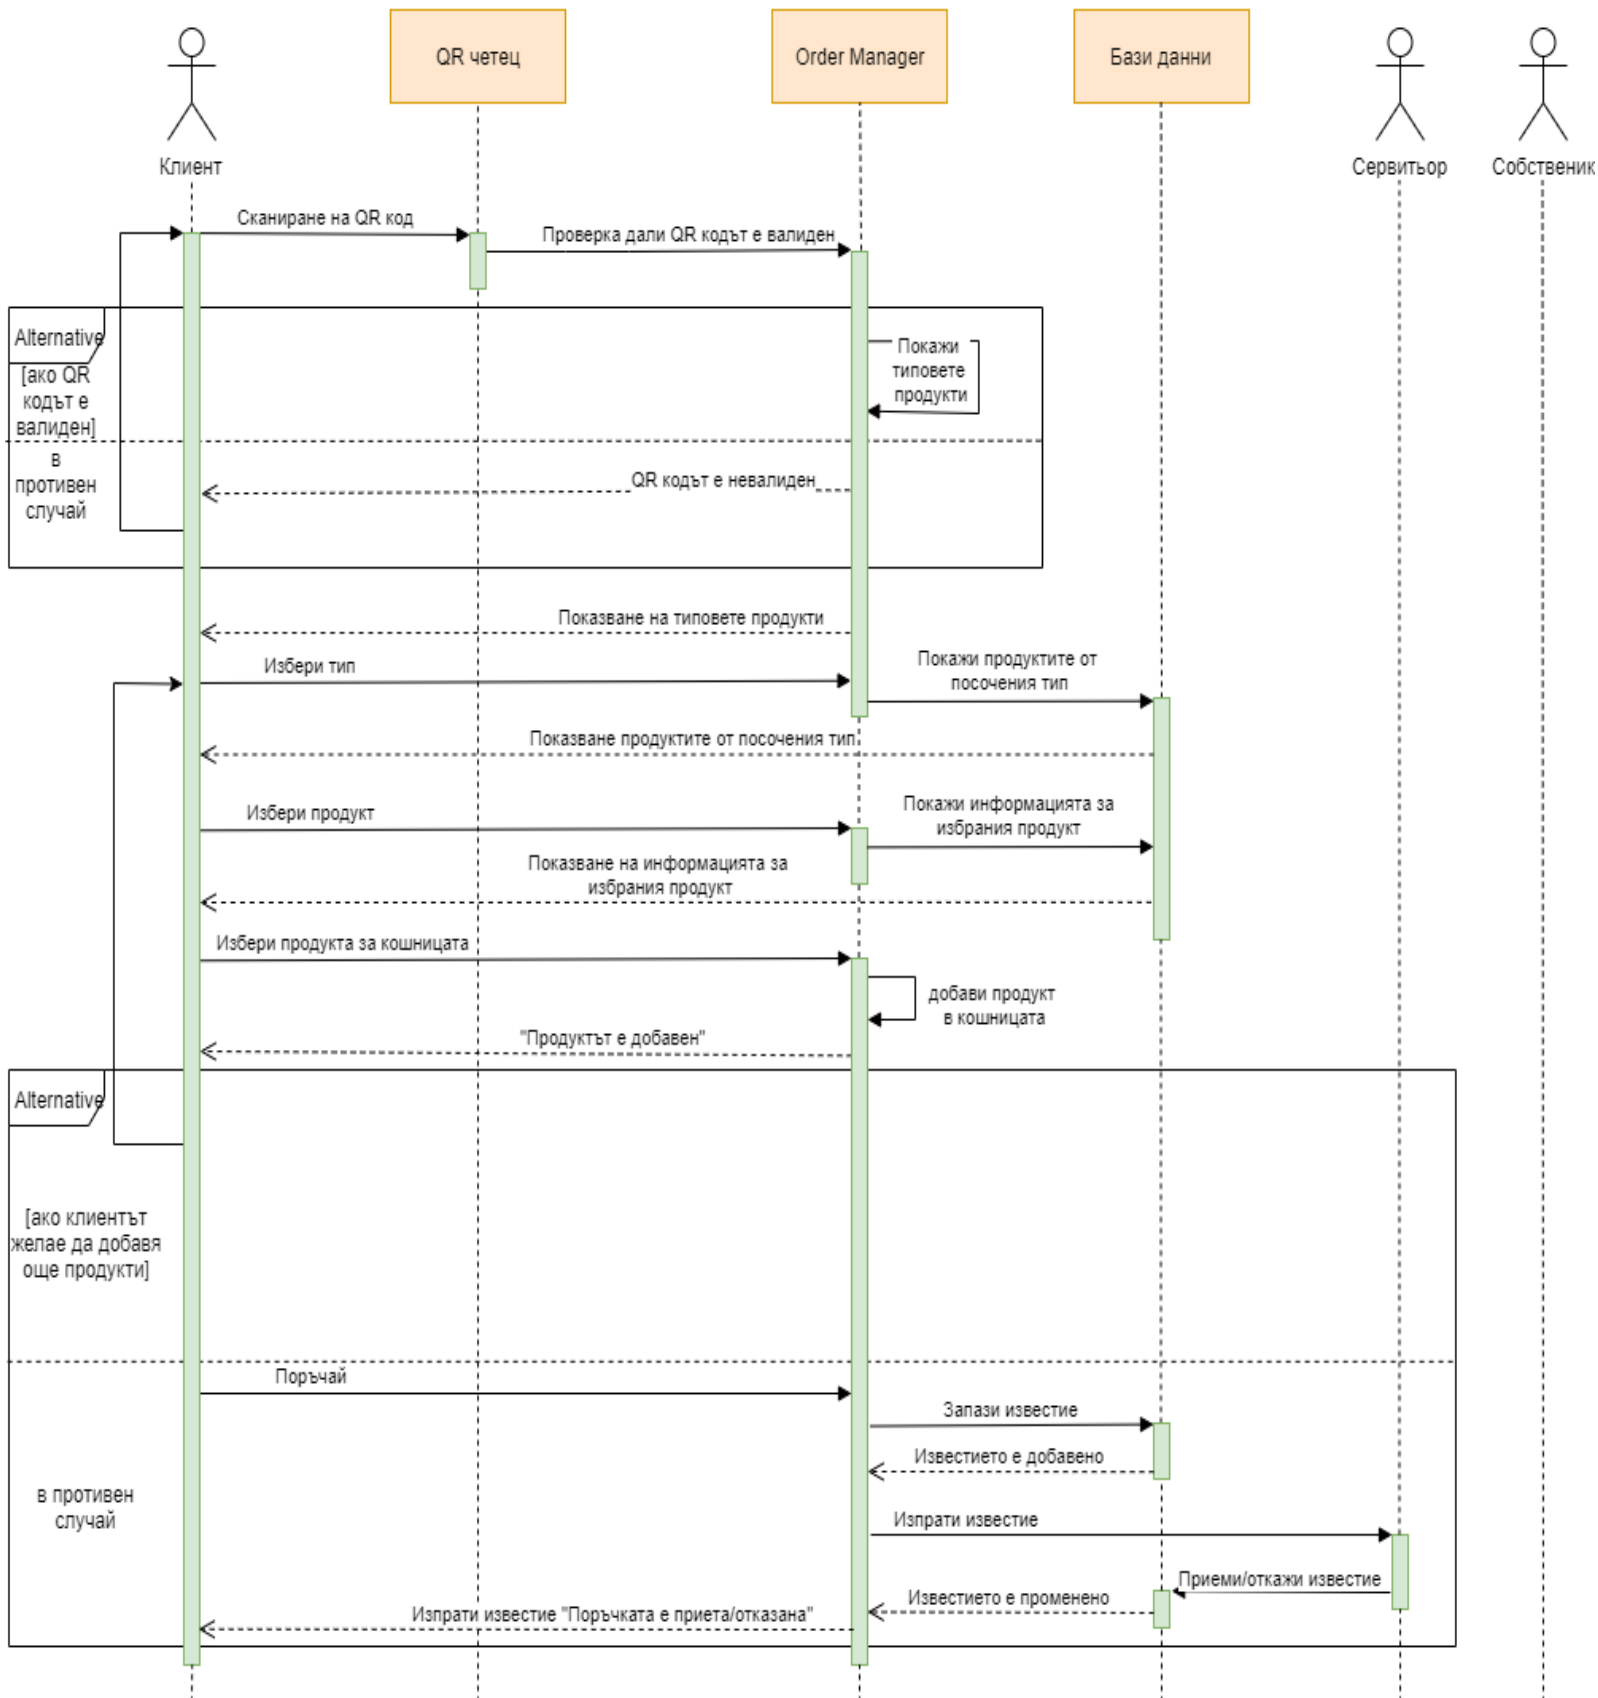 QR четец
Order Manager
Бази данни
Клиент
Сервитьор
Собственик
Сканиране на QR код
Проверка дали QR кодът е валиден
Alternative
[ако QR
кодът е
валиден]
Покажи
типовете
продукти
в
противен
случай
QR кодът е невалиден
Показване на типовете продукти
Избери тип
Покажи продуктите от
посочения тип
Показване продуктите от посочения тип
Избери продукт
Покажи информацията за
избрания продукт
Показване на информацията за
избрания продукт
Избери продукта за кошницата
добави продукт
в кошницата
"Продуктът е добавен"
Alternative
[ако клиентът
желае да добавя
още продукти]
Поръчай
Запази известие
Известието е добавено
в противен
случай
Изпрати известие
Приеми/откажи известие
Известието е променено
Изпрати известие "Поръчката е приета/отказана"